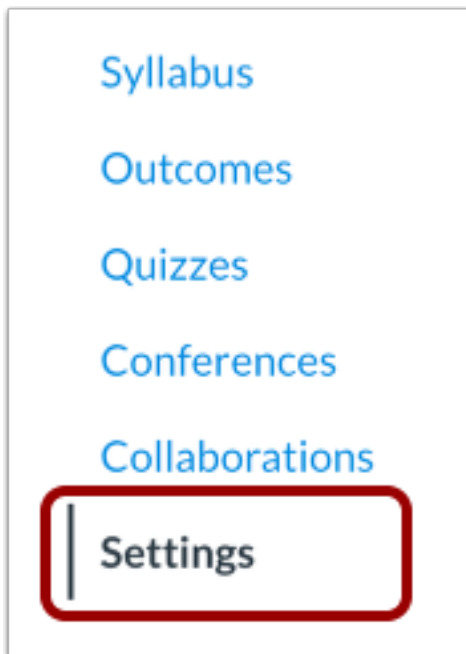 Syllabus
Outcomes
Quizzes
Conferences
Collaborations
Settings